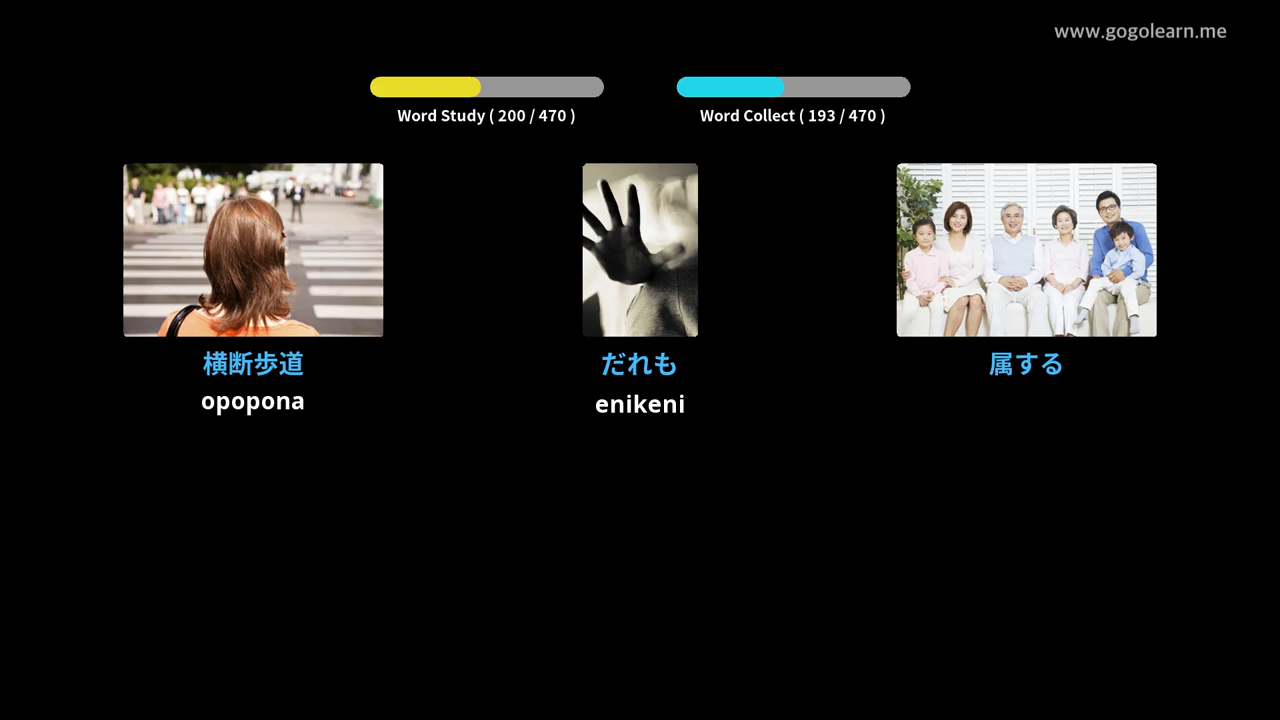 www.gogolearn.me
Word Study ( 200 / 470 )
Word Collect ( 193 / 470 )
横断歩道
だれも
属する
opopona
enikeni